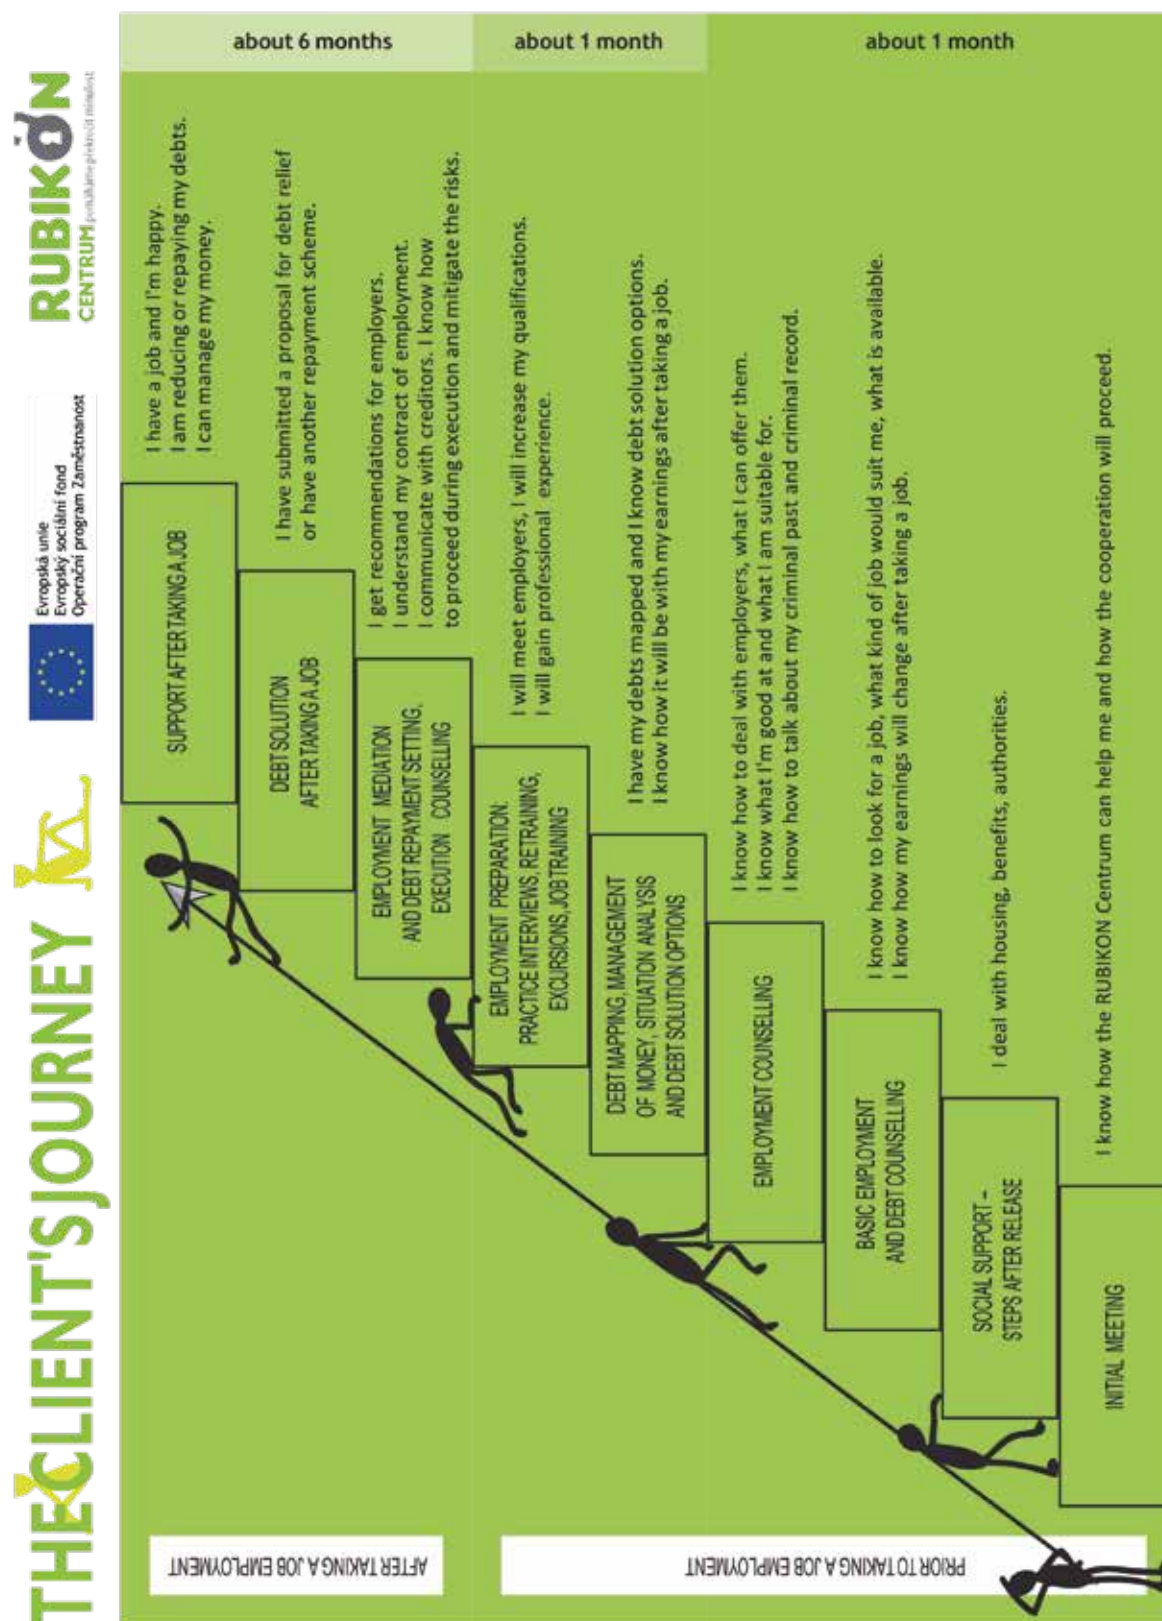 THE CLIENT'S JOURNEY
Evropská unie
Evropský sociální fond
Operační program Zaměstnanost
RUBIKON
CENTRUM pomáháme překročit minulost
AFTER TAKING A JOB EMPLOYMENT
PRIOR TO TAKING A JOB EMPLOYMENT
about 6 months
about 1 month
about 1 month
SUPPORT AFTER TAKING A JOB
I have a job and I'm happy.
I am reducing or repaying my debts.
I can manage my money.
DEBT SOLUTION
AFTER TAKING A JOB
I have submitted a proposal for debt relief
or have another repayment scheme.
EMPLOYMENT MEDIATION
AND DEBT REPAYMENT SETTING,
EXECUTION COUNSELLING
I get recommendations for employers.
I understand my contract of employment.
I communicate with creditors. I know how
to proceed during execution and mitigate the risks.
EMPLOYMENT PREPARATION:
PRACTICE INTERVIEWS, RETRAINING,
EXCURSIONS, JOB TRAINING
I will meet employers, I will increase my qualifications.
I will gain professional experience.
DEBT MAPPING, MANAGEMENT
OF MONEY, SITUATION ANALYSIS
AND DEBT SOLUTION OPTIONS
I have my debts mapped and I know debt solution options.
I know how it will be with my earnings after taking a job.
EMPLOYMENT COUNSELLING
I know how to deal with employers, what I can offer them.
I know what I'm good at and what I am suitable for.
I know how to talk about my criminal past and criminal record.
BASIC EMPLOYMENT
AND DEBT COUNSELLING
I know how to look for a job, what kind of job would suit me, what is available.
I know how my earnings will change after taking a job.
SOCIAL SUPPORT –
STEPS AFTER RELEASE
I deal with housing, benefits, authorities.
INITIAL MEETING
I know how the RUBIKON Centrum can help me and how the cooperation will proceed.